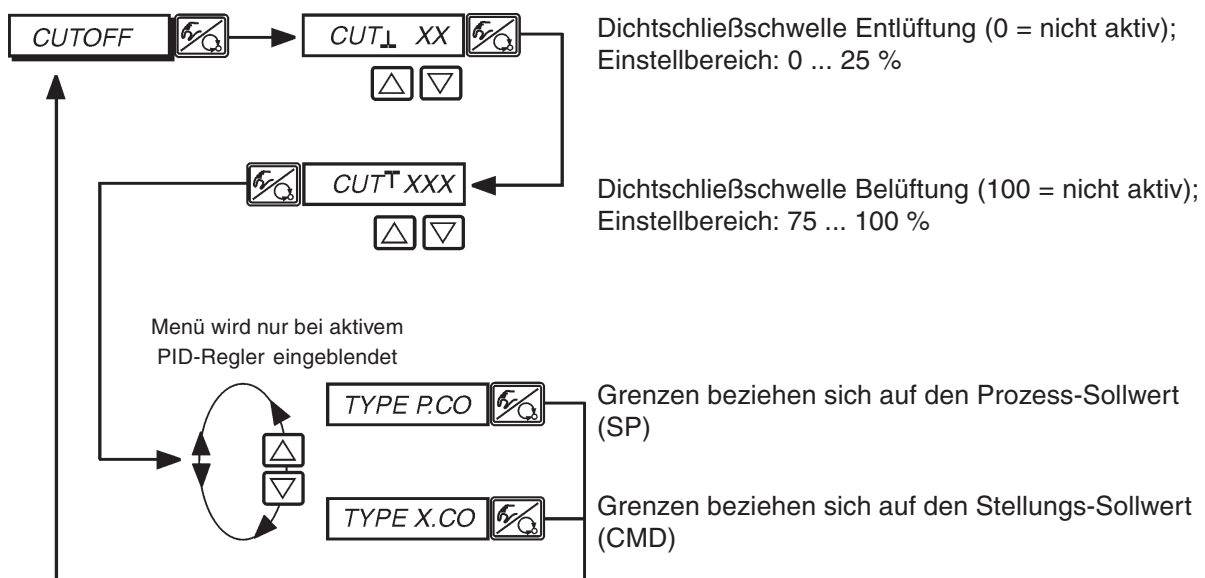 CUTOFF
CUT⊥ XX
Dichtschließschwelle Entlüftung (0 = nicht aktiv);
Einstellbereich: 0 ... 25 %
CUT⊤ XXX
Dichtschließschwelle Belüftung (100 = nicht aktiv);
Einstellbereich: 75 ... 100 %
Menü wird nur bei aktivem
PID-Regler eingeblendet
TYPE P.CO
Grenzen beziehen sich auf den Prozess-Sollwert
(SP)
TYPE X.CO
Grenzen beziehen sich auf den Stellungs-Sollwert
(CMD)